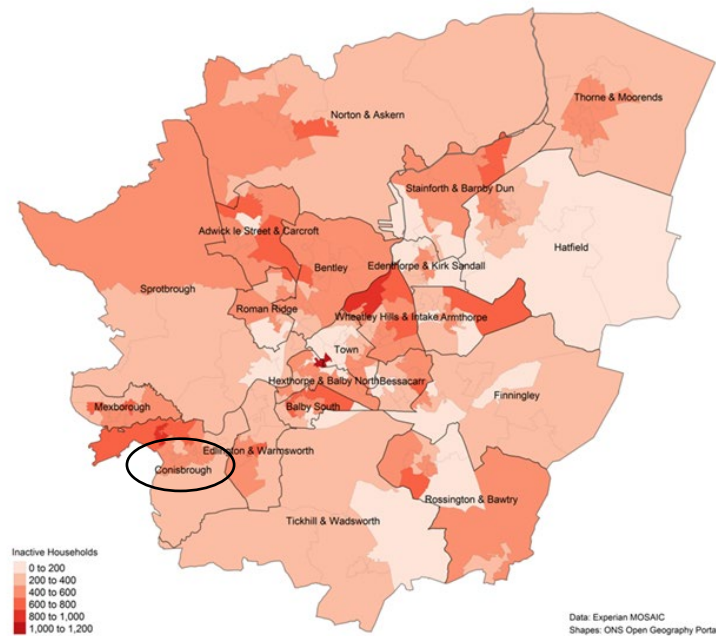 Norton & Askern
Thorne & Moorends
Stainforth & Barnby Dun
Adwick le Street & Carcroft
Hatfield
Bentley
Edenthorpe & Kirk Sandall
Sprotbrough
Roman Ridge
Wheatley Hills & Intake
Armthorpe
Town
Hexthorpe & Balby North
Bessacarr
Finningley
Mexborough
Balby South
Edlington & Warmsworth
Conisbrough
Rossington & Bawtry
Tickhill & Wadsworth
Inactive Households
0 to 200
200 to 400
400 to 600
600 to 800
800 to 1,000
1,000 to 1,200
Data: Experian MOSAIC
Shapes: ONS Open Geography Porta